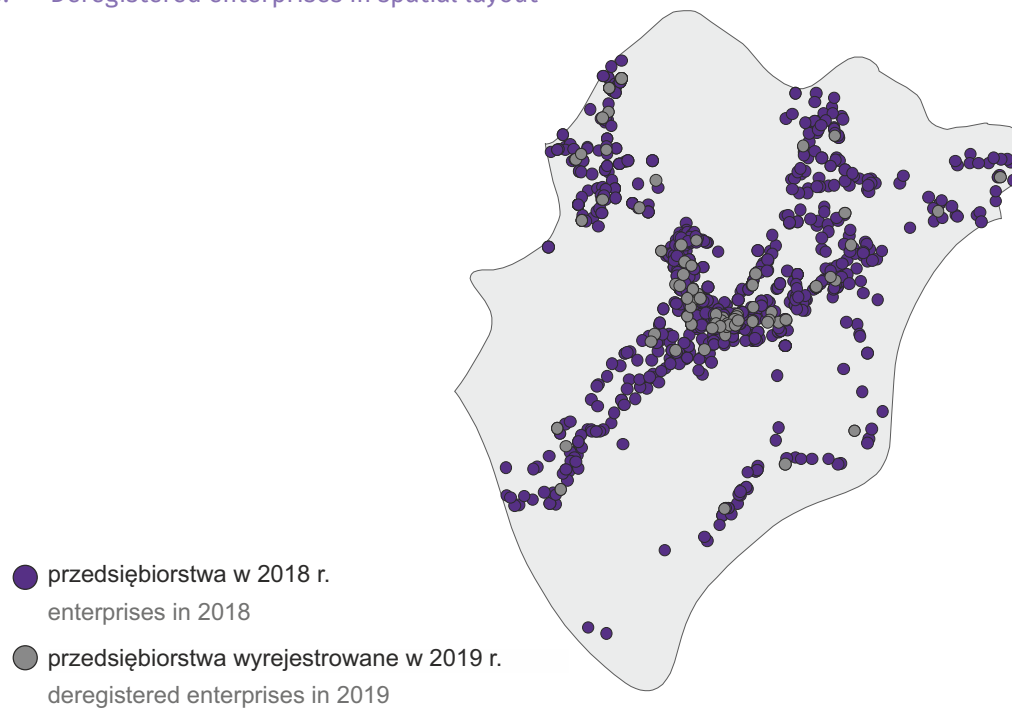 Deregistered enterprises in spatial layout
przedsiębiorstwa w 2018 r.
enterprises in 2018
przedsiębiorstwa wyrejestrowane w 2019 r.
deregistered enterprises in 2019